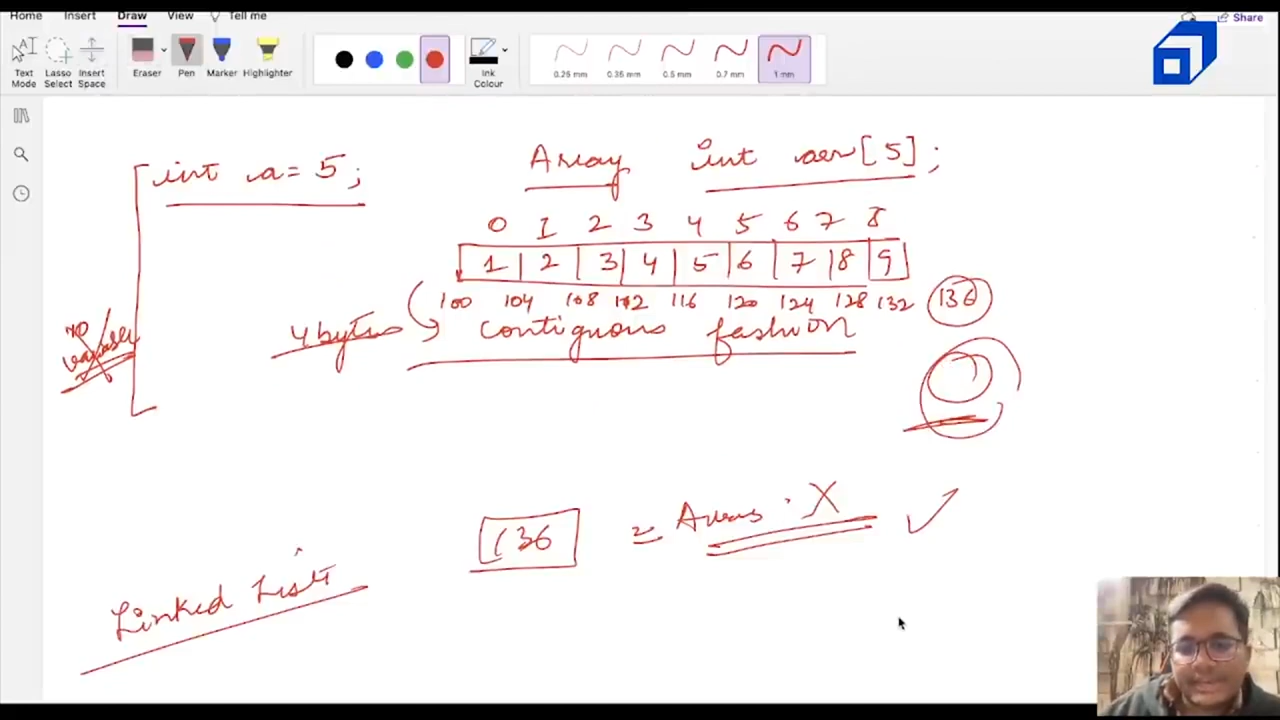 Home Insert Draw View Tell me Share
Text Mode Lasso Select Insert Space Eraser Pen Marker Highlighter Ink Colour 0.25 mm 0.35 mm 0.5 mm 0.7 mm 1 mm
int a = 5; Array int arr[5];
0 1 2 3 4 5 6 7 8
1 2 3 4 5 6 7 8 9
100 104 108 112 116 120 124 128 132 136
4 bytes contiguous fashion
136 = Array · X
Linked List